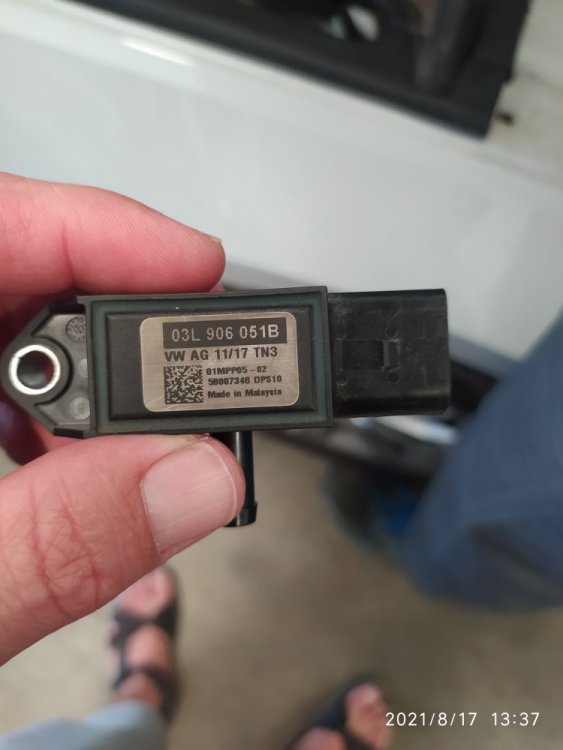 03L 906 051B
VW AG 11/17 TN3
81MPP05-02
56007348 DPS10
Made in Malaysia
2021/8/17 13:37